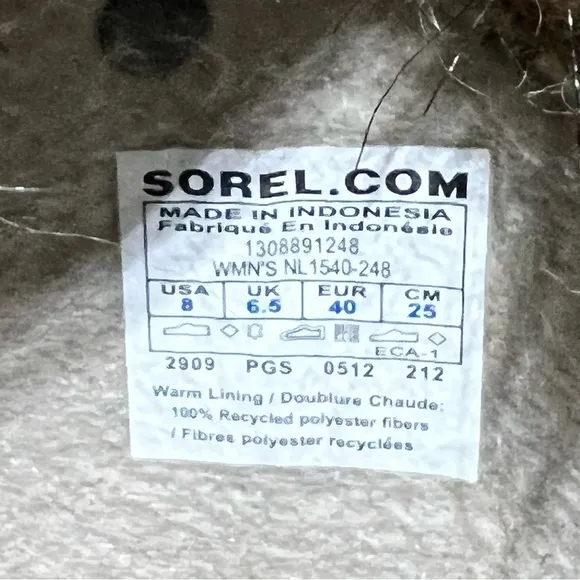 SOREL.COM
MADE IN INDONESIA
Fabriqué En Indonésie
1308891248
WMN'S NL1540-248
USA UK EUR CM
8 6.5 40 25
ECA-1
2909 PGS 0512 212
Warm Lining / Doublure Chaude:
100% Recycled polyester fibers
/ Fibres polyester recyclées